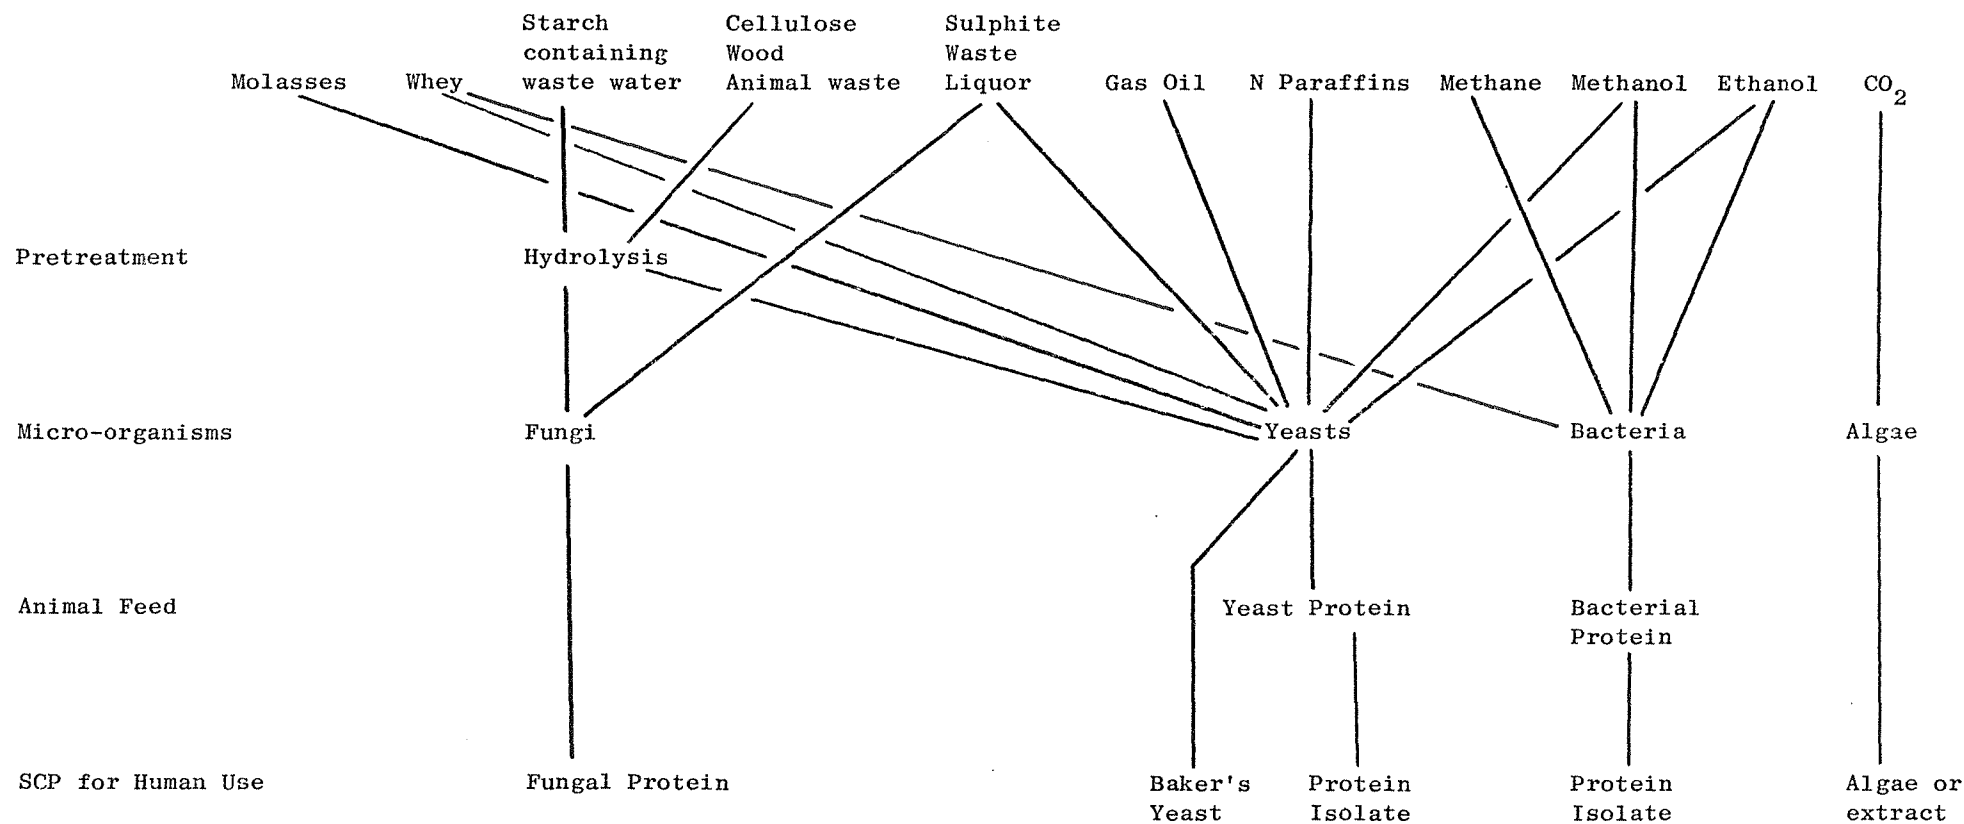 Starch Cellulose Sulphite
containing Wood Waste
Molasses Whey waste water Animal waste Liquor Gas Oil N Paraffins Methane Methanol Ethanol CO2
Pretreatment Hydrolysis
Micro-organisms Fungi Yeasts Bacteria Algae
Animal Feed Yeast Protein Bacterial
Protein
SCP for Human Use Fungal Protein Baker's Protein Protein Algae or
Yeast Isolate Isolate extract